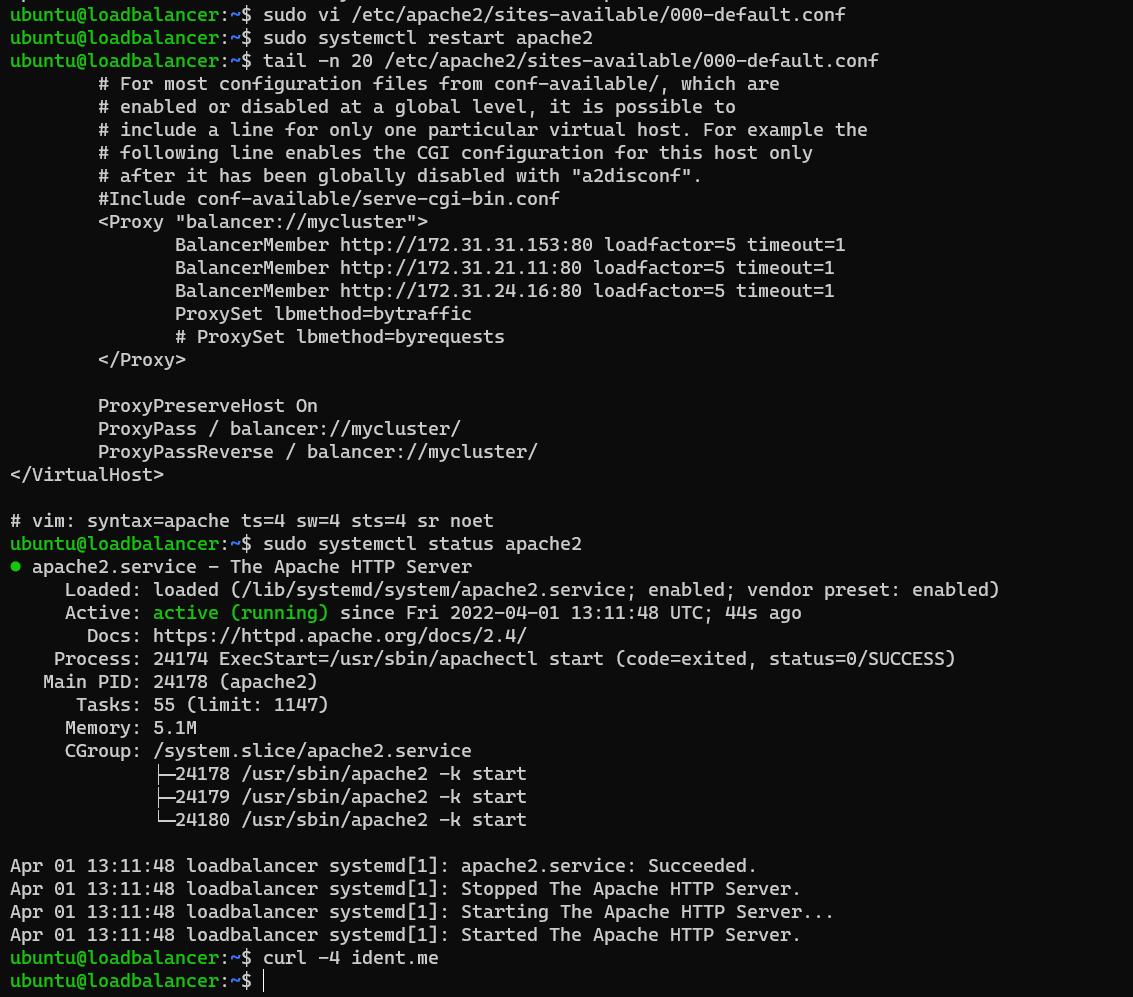 ubuntu@loadbalancer:~$ sudo vi /etc/apache2/sites-available/000-default.conf
ubuntu@loadbalancer:~$ sudo systemctl restart apache2
ubuntu@loadbalancer:~$ tail -n 20 /etc/apache2/sites-available/000-default.conf
        # For most configuration files from conf-available/, which are
        # enabled or disabled at a global level, it is possible to
        # include a line for only one particular virtual host. For example the
        # following line enables the CGI configuration for this host only
        # after it has been globally disabled with "a2disconf".
        #Include conf-available/serve-cgi-bin.conf
        <Proxy "balancer://mycluster">
               BalancerMember http://172.31.31.153:80 loadfactor=5 timeout=1
               BalancerMember http://172.31.21.11:80 loadfactor=5 timeout=1
               BalancerMember http://172.31.24.16:80 loadfactor=5 timeout=1
               ProxySet lbmethod=bytraffic
               # ProxySet lbmethod=byrequests
        </Proxy>

        ProxyPreserveHost On
        ProxyPass / balancer://mycluster/
        ProxyPassReverse / balancer://mycluster/
</VirtualHost>

# vim: syntax=apache ts=4 sw=4 sts=4 sr noet
ubuntu@loadbalancer:~$ sudo systemctl status apache2
● apache2.service - The Apache HTTP Server
     Loaded: loaded (/lib/systemd/system/apache2.service; enabled; vendor preset: enabled)
     Active: active (running) since Fri 2022-04-01 13:11:48 UTC; 44s ago
       Docs: https://httpd.apache.org/docs/2.4/
    Process: 24174 ExecStart=/usr/sbin/apachectl start (code=exited, status=0/SUCCESS)
   Main PID: 24178 (apache2)
      Tasks: 55 (limit: 1147)
     Memory: 5.1M
     CGroup: /system.slice/apache2.service
             ├─24178 /usr/sbin/apache2 -k start
             ├─24179 /usr/sbin/apache2 -k start
             └─24180 /usr/sbin/apache2 -k start

Apr 01 13:11:48 loadbalancer systemd[1]: apache2.service: Succeeded.
Apr 01 13:11:48 loadbalancer systemd[1]: Stopped The Apache HTTP Server.
Apr 01 13:11:48 loadbalancer systemd[1]: Starting The Apache HTTP Server...
Apr 01 13:11:48 loadbalancer systemd[1]: Started The Apache HTTP Server.
ubuntu@loadbalancer:~$ curl -4 ident.me
ubuntu@loadbalancer:~$